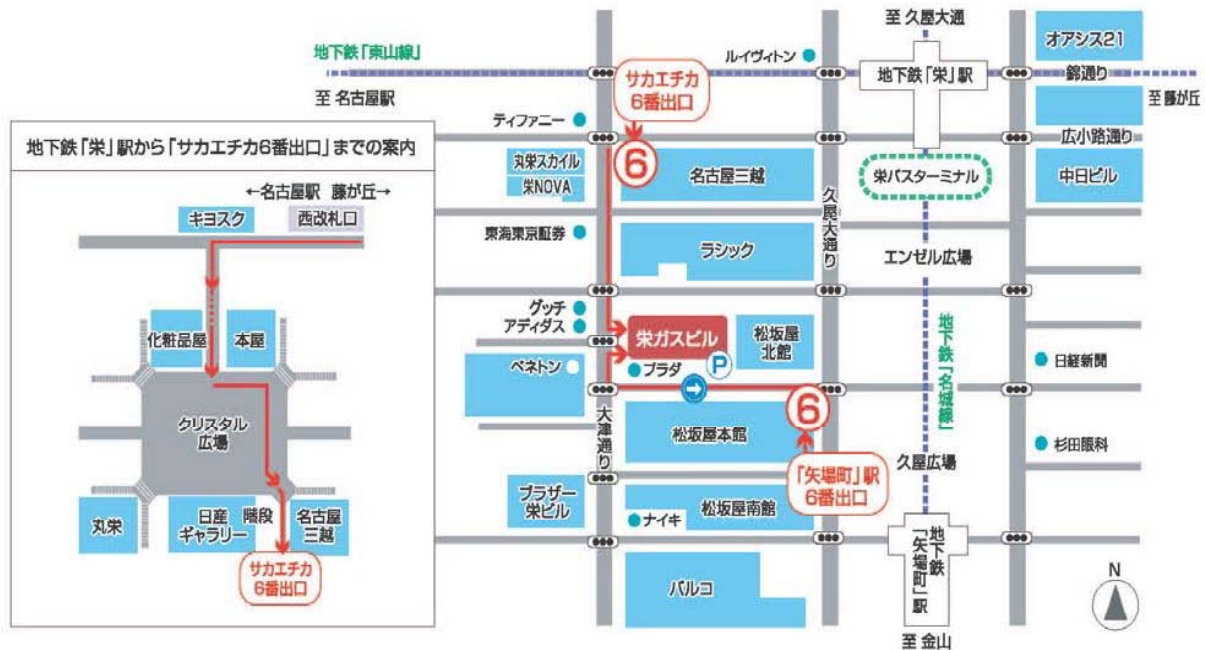 至 久屋大通
オアシス21
地下鉄「東山線」
ルイヴィトン
地下鉄「栄」駅
錦通り
至 名古屋駅
至 藤が丘
サカエチカ
6番出口
ティファニー
広小路通り
6
丸栄スカイル
栄NOVA
名古屋三越
栄バスターミナル
中日ビル
東海東京証券
ラシック
久屋大通り
エンゼル広場
グッチ
アディダス
栄ガスビル
松坂屋
北館
地下鉄「名城線」
ベネトン
プラダ
P
日経新聞
大津通り
松坂屋本館
6
「矢場町」駅
6番出口
久屋広場
杉田眼科
ブラザー
栄ビル
ナイキ
松坂屋南館
地下鉄
「矢場町」駅
パルコ
N
至 金山
地下鉄「栄」駅から「サカエチカ6番出口」までの案内
←名古屋駅 藤が丘→
キヨスク
西改札口
化粧品屋
本屋
クリスタル
広場
丸栄
日産
ギャラリー
階段
名古屋
三越
サカエチカ
6番出口